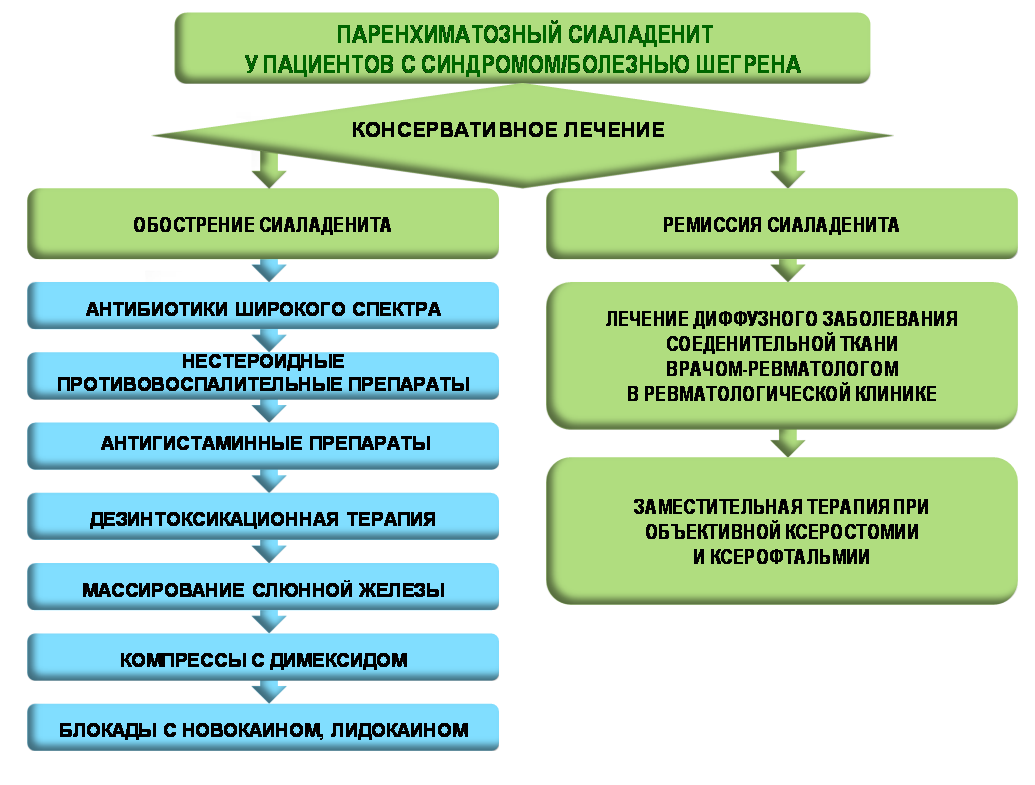 ПАРЕНХИМАТОЗНЫЙ СИАЛАДЕНИТ
У ПАЦИЕНТОВ С СИНДРОМОМ/БОЛЕЗНЬЮ ШЕГРЕНА
КОНСЕРВАТИВНОЕ ЛЕЧЕНИЕ
ОБОСТРЕНИЕ СИАЛАДЕНИТА
АНТИБИОТИКИ ШИРОКОГО СПЕКТРА
НЕСТЕРОИДНЫЕ
ПРОТИВОВОСПАЛИТЕЛЬНЫЕ ПРЕПАРАТЫ
АНТИГИСТАМИННЫЕ ПРЕПАРАТЫ
ДЕЗИНТОКСИКАЦИОННАЯ ТЕРАПИЯ
МАССИРОВАНИЕ СЛЮННОЙ ЖЕЛЕЗЫ
КОМПРЕССЫ С ДИМЕКСИДОМ
БЛОКАДЫ С НОВОКАИНОМ, ЛИДОКАИНОМ
РЕМИССИЯ СИАЛАДЕНИТА
ЛЕЧЕНИЕ ДИФФУЗНОГО ЗАБОЛЕВАНИЯ
СОЕДЕНИТЕЛЬНОЙ ТКАНИ
ВРАЧОМ-РЕВМАТОЛОГОМ
В РЕВМАТОЛОГИЧЕСКОЙ КЛИНИКЕ
ЗАМЕСТИТЕЛЬНАЯ ТЕРАПИЯ ПРИ
ОБЪЕКТИВНОЙ КСЕРОСТОМИИ
И КСЕРОФТАЛЬМИИ